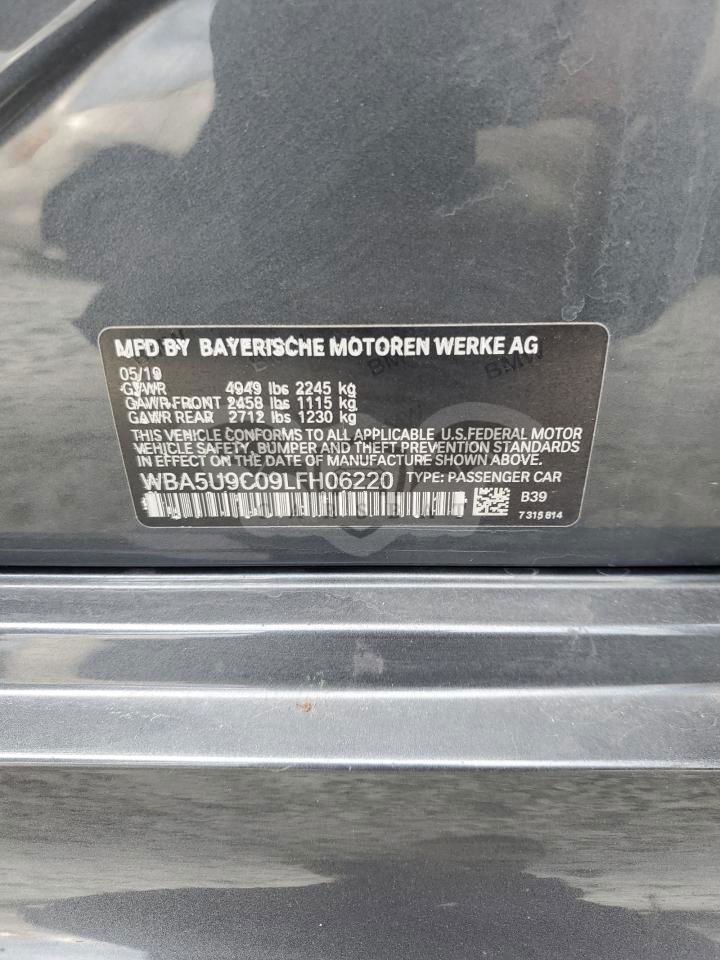 MFD BY BAYERISCHE MOTOREN WERKE AG
05/19
GVWR 4949 lbs 2245 kg
GAWR FRONT 2458 lbs 1115 kg
GAWR REAR 2712 lbs 1230 kg
THIS VEHICLE CONFORMS TO ALL APPLICABLE U.S.FEDERAL MOTOR
VEHICLE SAFETY, BUMPER AND THEFT PREVENTION STANDARDS
IN EFFECT ON THE DATE OF MANUFACTURE SHOWN ABOVE.
WBA5U9C09LFH06220 TYPE: PASSENGER CAR
B39
7 315 814